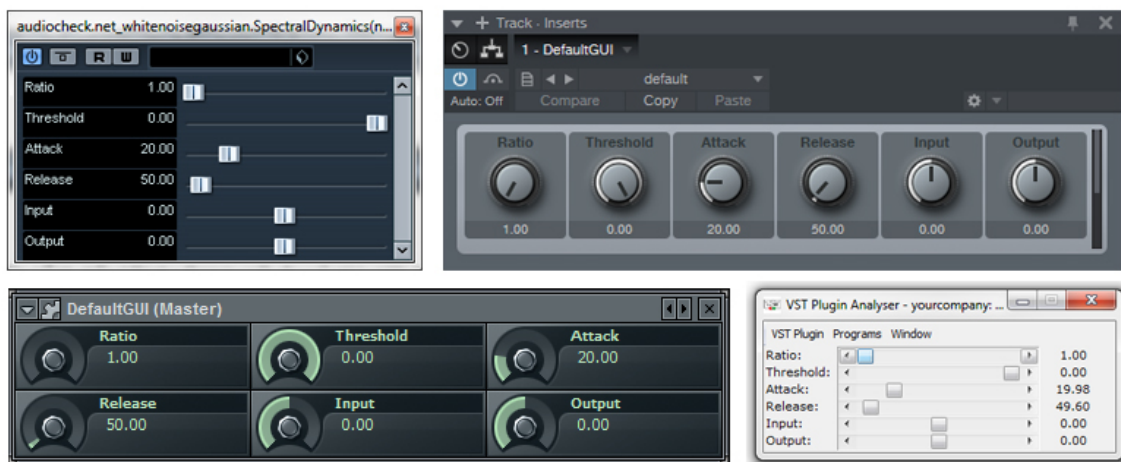 audiocheck.net_whitenoisegaussian.SpectralDynamics(n...
R W
Ratio 1.00
Threshold 0.00
Attack 20.00
Release 50.00
Input 0.00
Output 0.00
Track - Inserts
1 - DefaultGUI
default
Auto: Off Compare Copy Paste
Ratio Threshold Attack Release Input Output
1.00 0.00 20.00 50.00 0.00 0.00
DefaultGUI (Master)
Ratio Threshold Attack
1.00 0.00 20.00
Release Input Output
50.00 0.00 0.00
VST Plugin Analyser - yourcompany: ...
VST Plugin Programs Window
Ratio: 1.00
Threshold: 0.00
Attack: 19.98
Release: 49.60
Input: 0.00
Output: 0.00